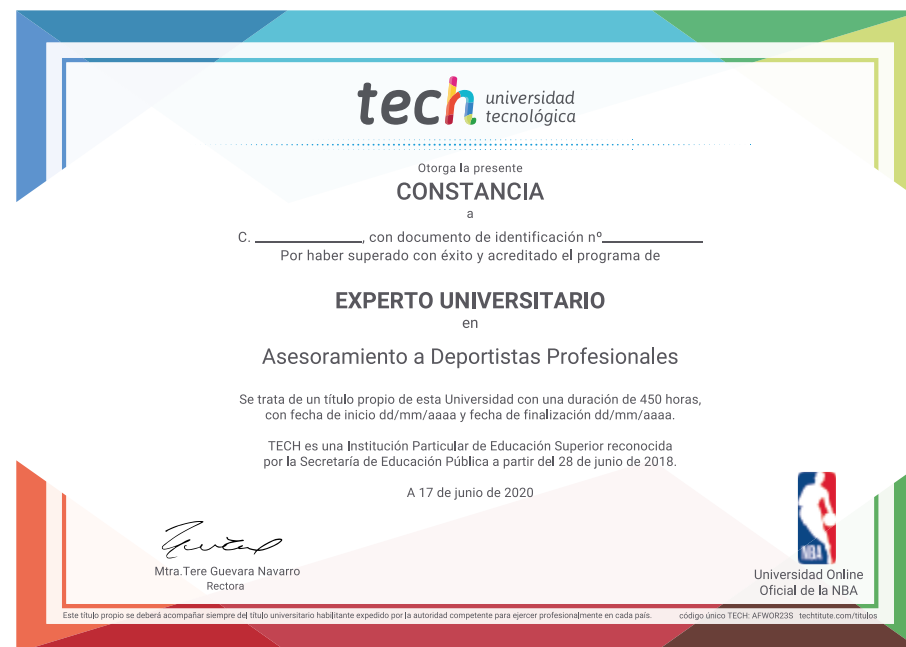 tech universidad
tecnológica
Otorga la presente
CONSTANCIA
a
C. ____________, con documento de identificación nº____________
Por haber superado con éxito y acreditado el programa de
EXPERTO UNIVERSITARIO
en
Asesoramiento a Deportistas Profesionales
Se trata de un título propio de esta Universidad con una duración de 450 horas,
con fecha de inicio dd/mm/aaaa y fecha de finalización dd/mm/aaaa.
TECH es una Institución Particular de Educación Superior reconocida
por la Secretaría de Educación Pública a partir del 28 de junio de 2018.
A 17 de junio de 2020
Mtra.Tere Guevara Navarro
Rectora
NBA
Universidad Online
Oficial de la NBA
Este título propio se deberá acompañar siempre del título universitario habilitante expedido por la autoridad competente para ejercer profesionalmente en cada país.
código único TECH: AFWOR23S techtitute.com/titulos